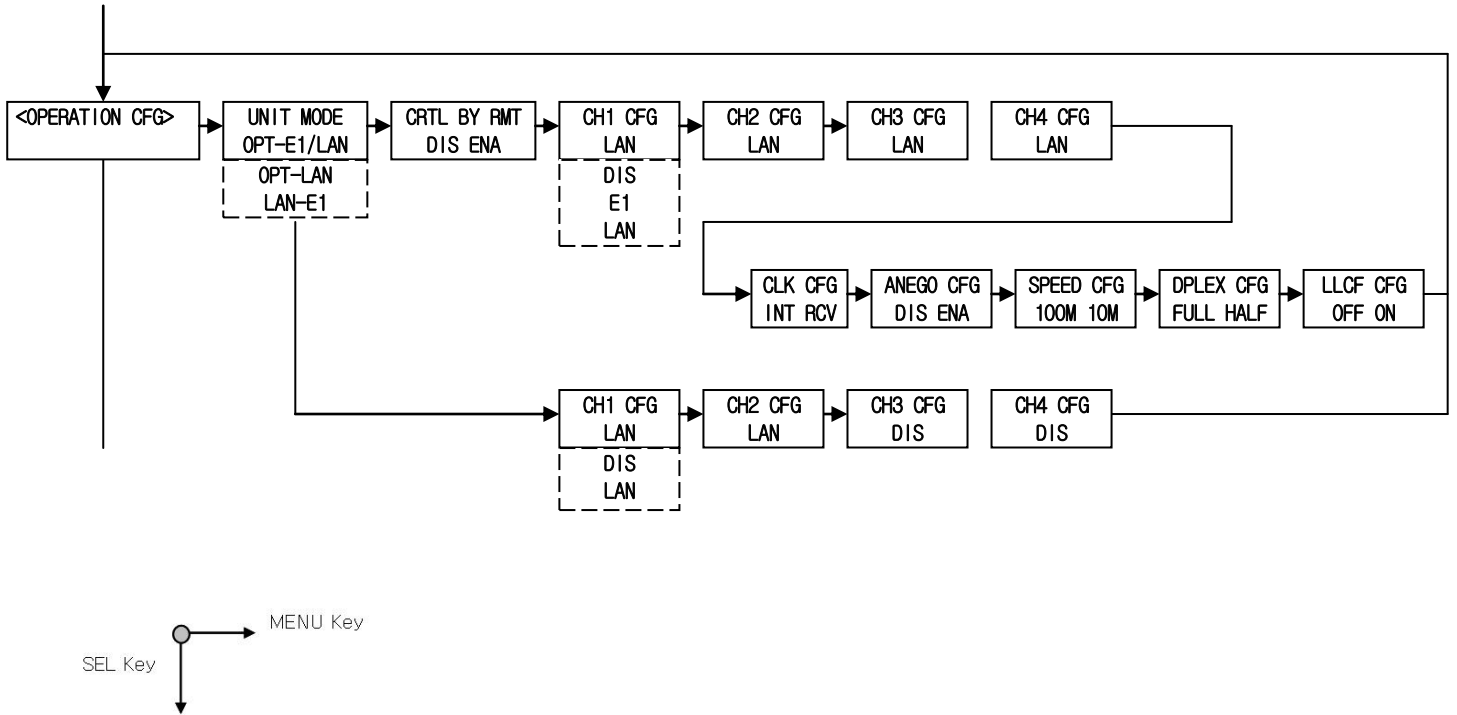 <OPERATION CFG>
UNIT MODE
OPT-E1/LAN
OPT-LAN
LAN-E1
CRTL BY RMT
DIS ENA
CH1 CFG
LAN
DIS
E1
LAN
CH2 CFG
LAN
CH3 CFG
LAN
CH4 CFG
LAN
CLK CFG
INT RCV
ANEGO CFG
DIS ENA
SPEED CFG
100M 10M
DPLEX CFG
FULL HALF
LLCF CFG
OFF ON
CH1 CFG
LAN
DIS
LAN
CH2 CFG
LAN
CH3 CFG
DIS
CH4 CFG
DIS
MENU Key
SEL Key